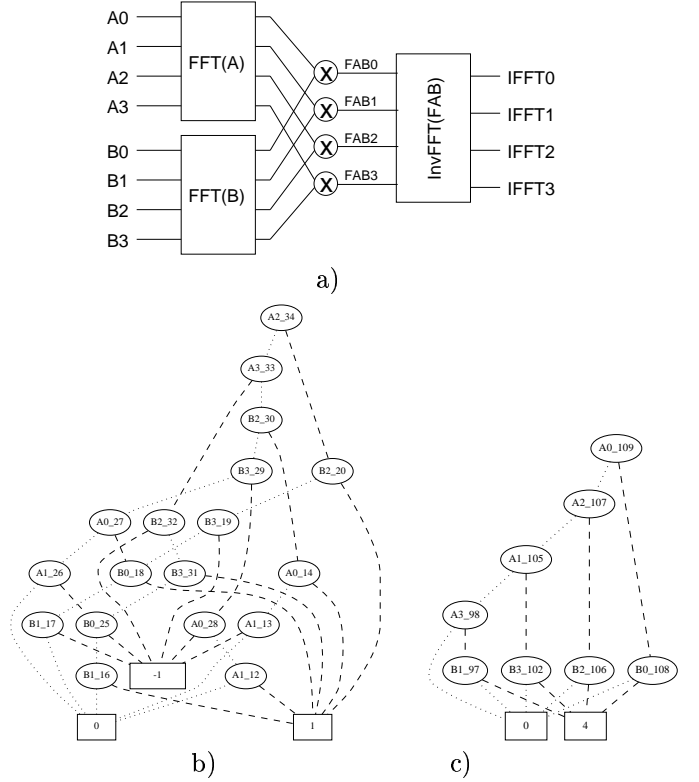 A0
A1
A2
A3
FFT(A)
B0
B1
B2
B3
FFT(B)
X
X
X
X
FAB0
FAB1
FAB2
FAB3
InvFFT(FAB)
IFFT0
IFFT1
IFFT2
IFFT3
a)
A2_34
A3_33
B2_30
B3_29 B2_20
A0_27 B2_32 B3_19
A1_26 B0_18 B3_31 A0_14
B1_17 B0_25 A0_28 A1_13
B1_16 -1 A1_12
0 1
b)
A0_109
A2_107
A1_105
A3_98
B1_97 B3_102 B2_106 B0_108
0 4
c)